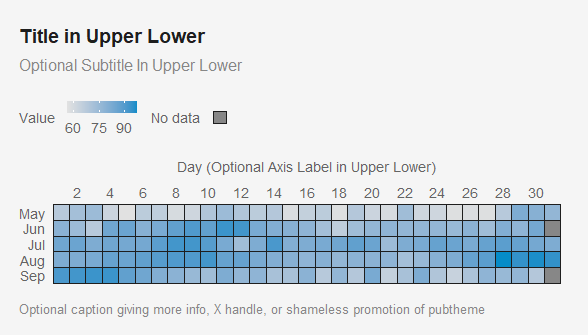 Title in Upper Lower
Optional Subtitle In Upper Lower
Value 60 75 90 No data
Day (Optional Axis Label in Upper Lower)
2 4 6 8 10 12 14 16 18 20 22 24 26 28 30
May
Jun
Jul
Aug
Sep
Optional caption giving more info, X handle, or shameless promotion of pubtheme